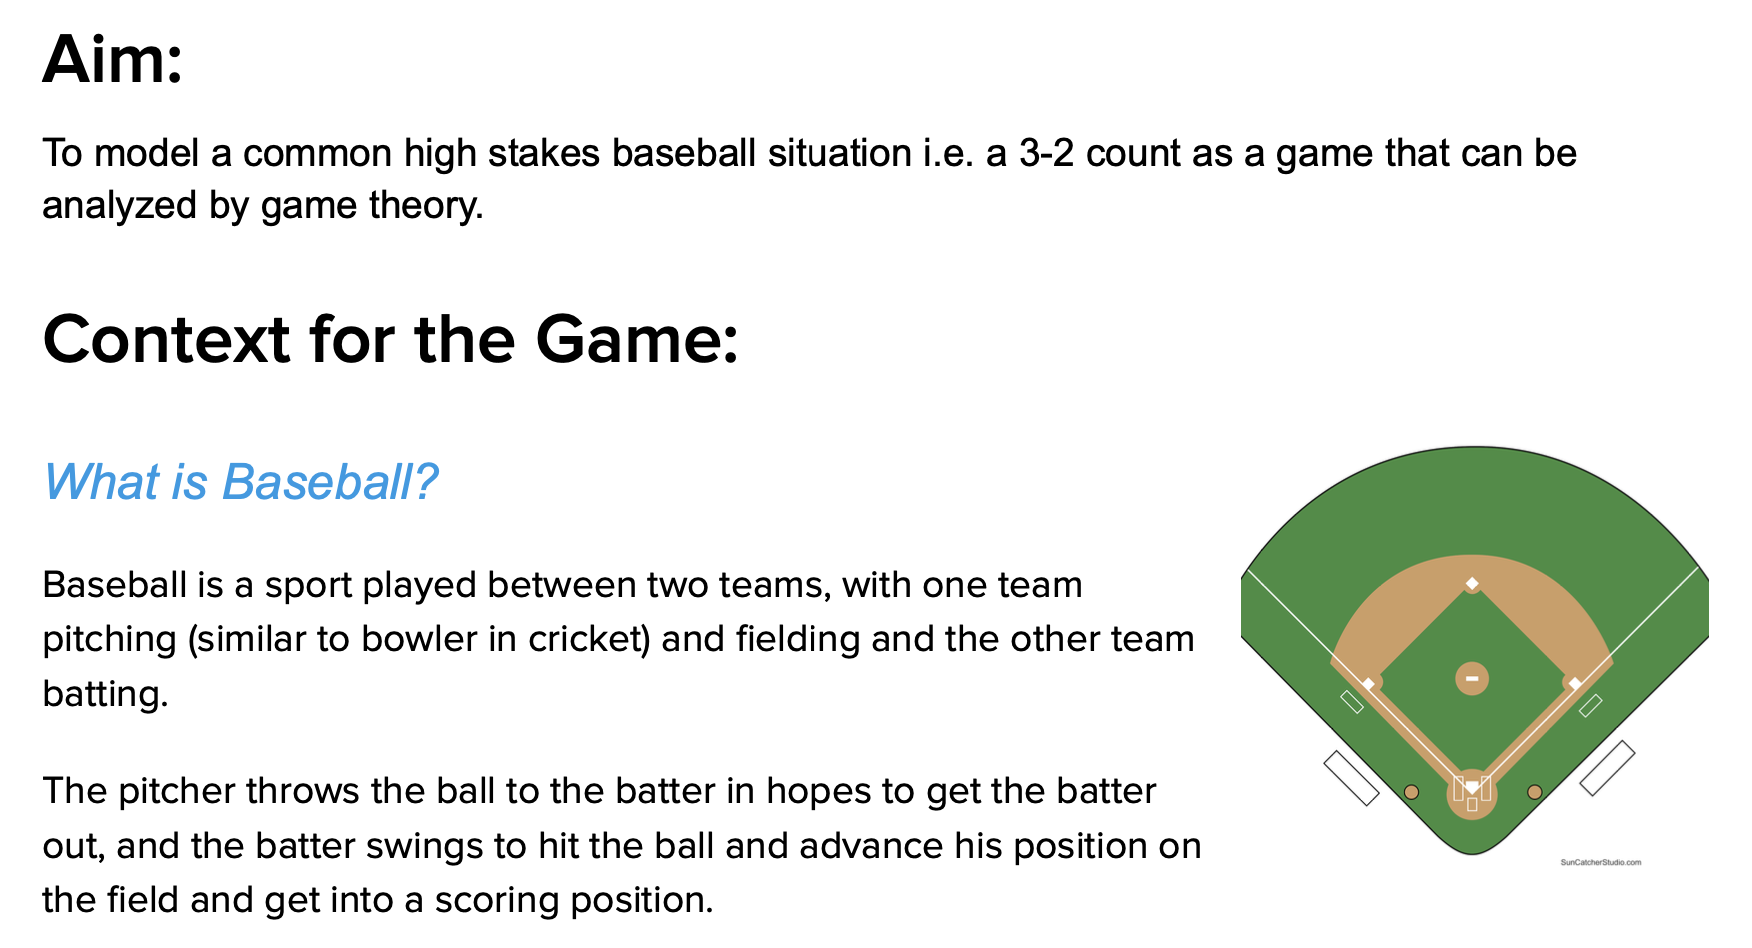 Aim:
To model a common high stakes baseball situation i.e. a 3-2 count as a game that can be
analyzed by game theory.
Context for the Game:
What is Baseball?
Baseball is a sport played between two teams, with one team
pitching (similar to bowler in cricket) and fielding and the other team
batting.
The pitcher throws the ball to the batter in hopes to get the batter
out, and the batter swings to hit the ball and advance his position on
the field and get into a scoring position.
SunCatcherStudio.com